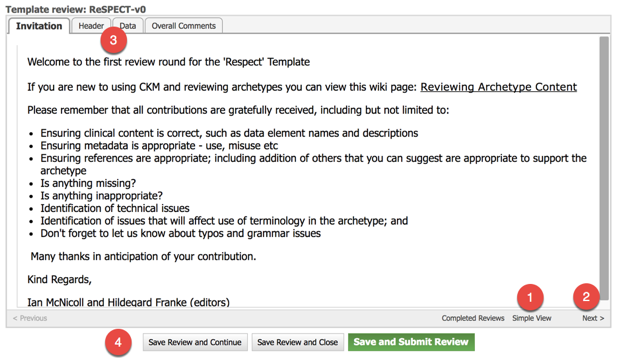 Template review: ReSPECT-v0
Invitation Header Data Overall Comments
3
Welcome to the first review round for the 'Respect' Template
If you are new to using CKM and reviewing archetypes you can view this wiki page: Reviewing Archetype Content
Please remember that all contributions are gratefully received, including but not limited to:
• Ensuring clinical content is correct, such as data element names and descriptions
• Ensuring metadata is appropriate - use, misuse etc
• Ensuring references are appropriate; including addition of others that you can suggest are appropriate to support the
archetype
• Is anything missing?
• Is anything inappropriate?
• Identification of technical issues
• Identification of issues that will affect use of terminology in the archetype; and
• Don't forget to let us know about typos and grammar issues
Many thanks in anticipation of your contribution.
Kind Regards,
Ian McNicoll and Hildegard Franke (editors)
1 2
< Previous Completed Reviews Simple View Next >
4 Save Review and Continue Save Review and Close Save and Submit Review